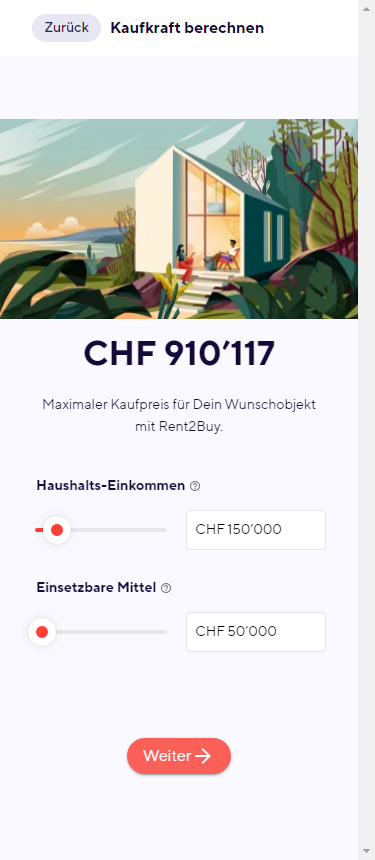 Zurück Kaufkraft berechnen
CHF 910’117
Maximaler Kaufpreis für Dein Wunschobjekt
mit Rent2Buy.
Haushalts-Einkommen
CHF 150’000
Einsetzbare Mittel
CHF 50’000
Weiter